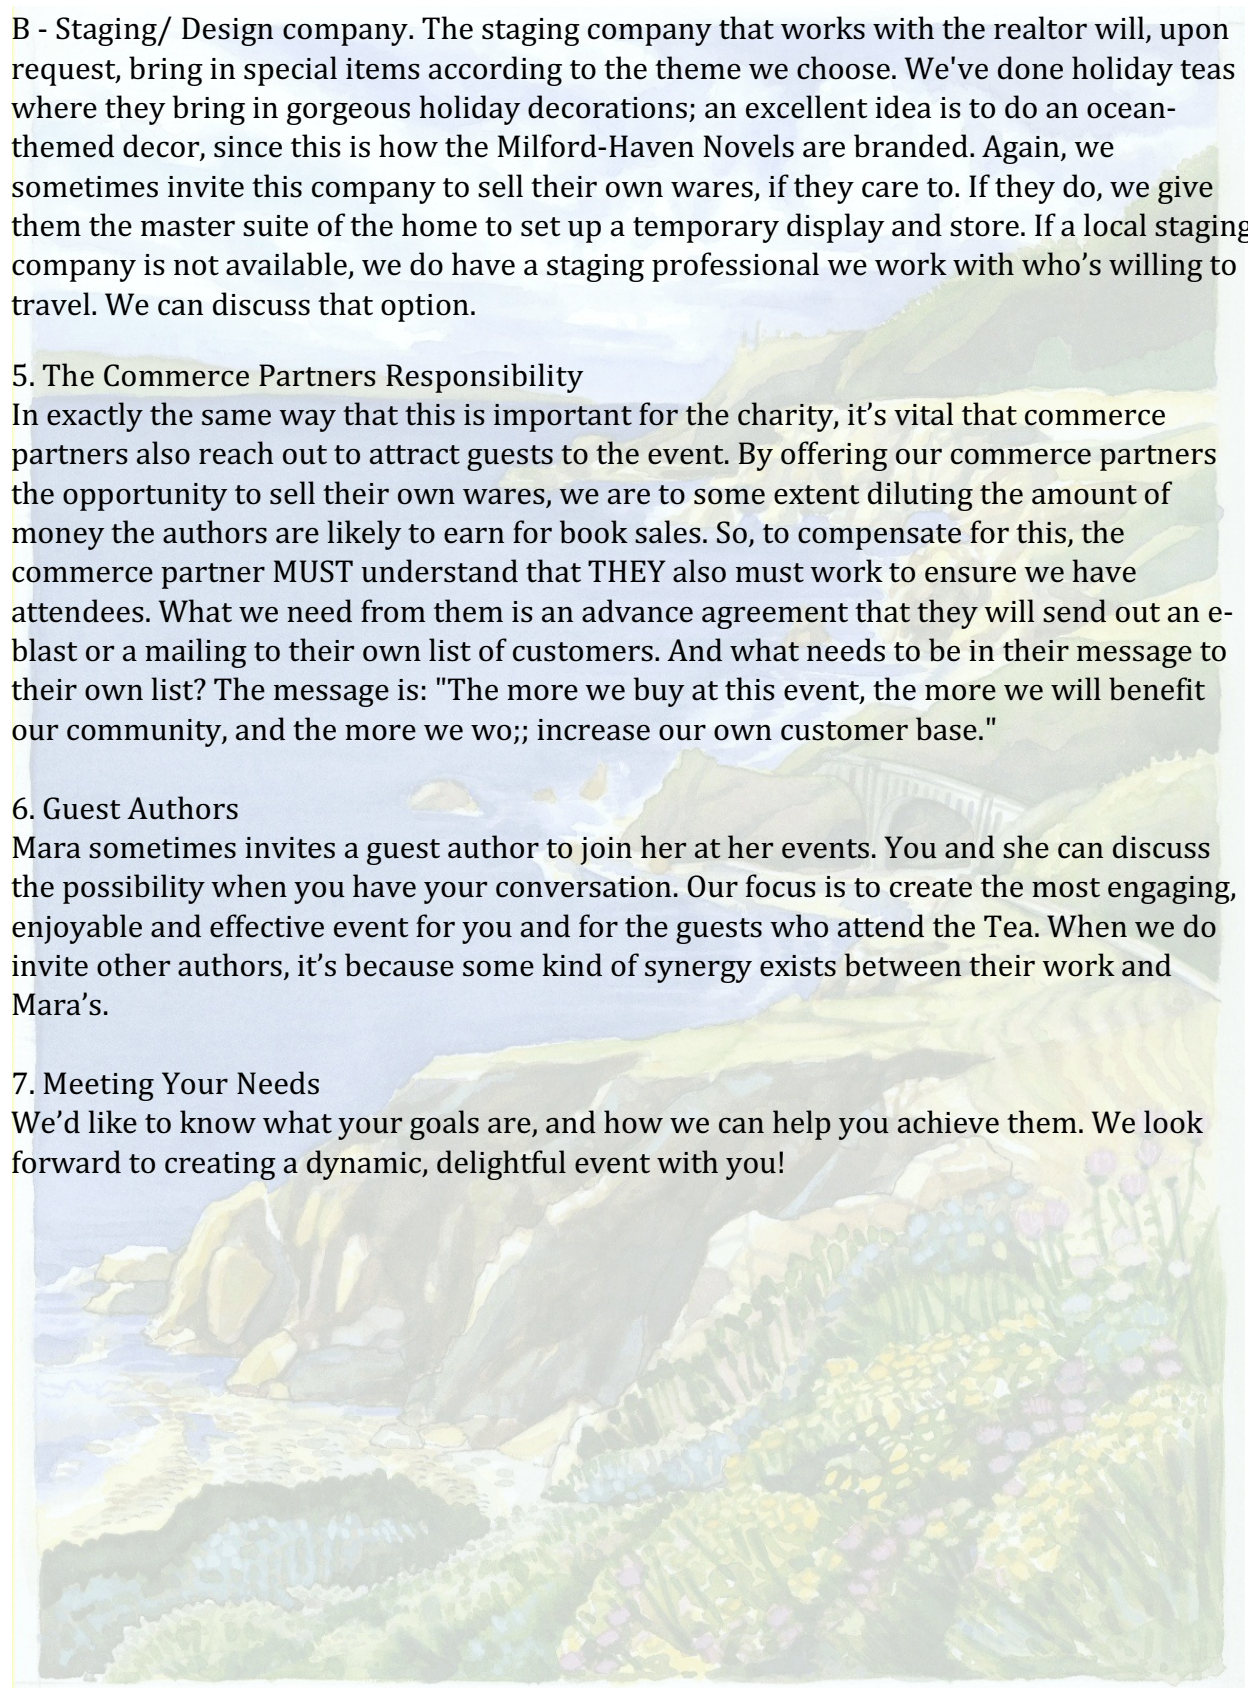 B - Staging/ Design company. The staging company that works with the realtor will, upon
request, bring in special items according to the theme we choose. We've done holiday teas
where they bring in gorgeous holiday decorations; an excellent idea is to do an ocean-
themed decor, since this is how the Milford-Haven Novels are branded. Again, we
sometimes invite this company to sell their own wares, if they care to. If they do, we give
them the master suite of the home to set up a temporary display and store. If a local staging
company is not available, we do have a staging professional we work with who’s willing to
travel. We can discuss that option.
5. The Commerce Partners Responsibility
In exactly the same way that this is important for the charity, it’s vital that commerce
partners also reach out to attract guests to the event. By offering our commerce partners
the opportunity to sell their own wares, we are to some extent diluting the amount of
money the authors are likely to earn for book sales. So, to compensate for this, the
commerce partner MUST understand that THEY also must work to ensure we have
attendees. What we need from them is an advance agreement that they will send out an e-
blast or a mailing to their own list of customers. And what needs to be in their message to
their own list? The message is: "The more we buy at this event, the more we will benefit
our community, and the more we wo;; increase our own customer base."
6. Guest Authors
Mara sometimes invites a guest author to join her at her events. You and she can discuss
the possibility when you have your conversation. Our focus is to create the most engaging,
enjoyable and effective event for you and for the guests who attend the Tea. When we do
invite other authors, it’s because some kind of synergy exists between their work and
Mara’s.
7. Meeting Your Needs
We’d like to know what your goals are, and how we can help you achieve them. We look
forward to creating a dynamic, delightful event with you!